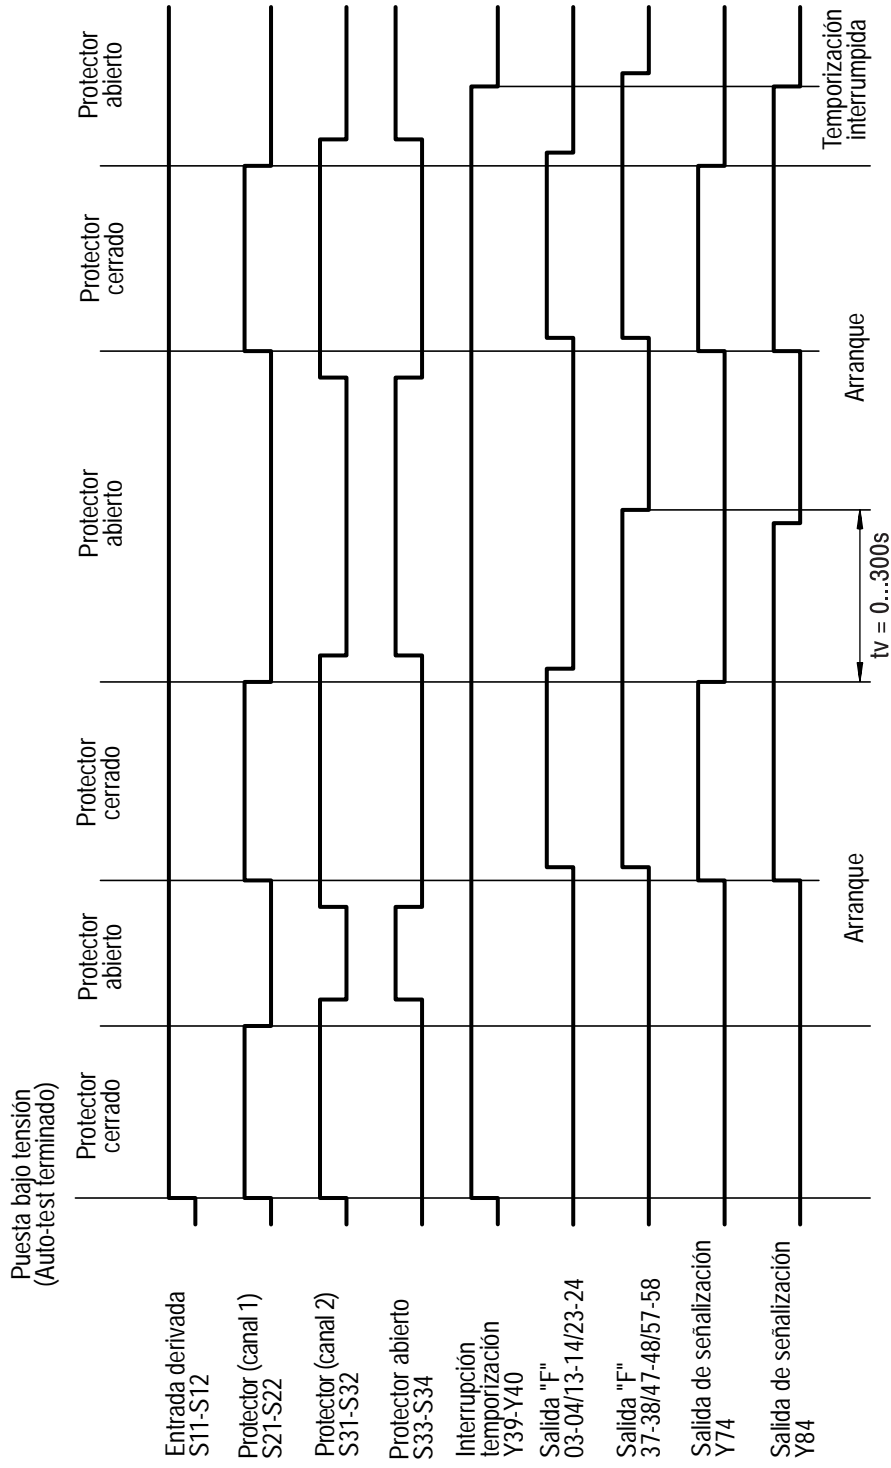 Puesta bajo tensión
(Auto-test terminado)
Protector
cerrado
Protector
abierto
Protector
cerrado
Protector
abierto
Protector
cerrado
Protector
abierto
Entrada derivada
S11-S12
Protector (canal 1)
S21-S22
Protector (canal 2)
S31-S32
Protector abierto
S33-S34
Interrupción
temporización
Y39-Y40
Salida "F"
03-04/13-14/23-24
Salida "F"
37-38/47-48/57-58
Salida de señalización
Y74
Salida de señalización
Y84
Arranque
tv = 0...300s
Arranque
Temporización
interrumpida